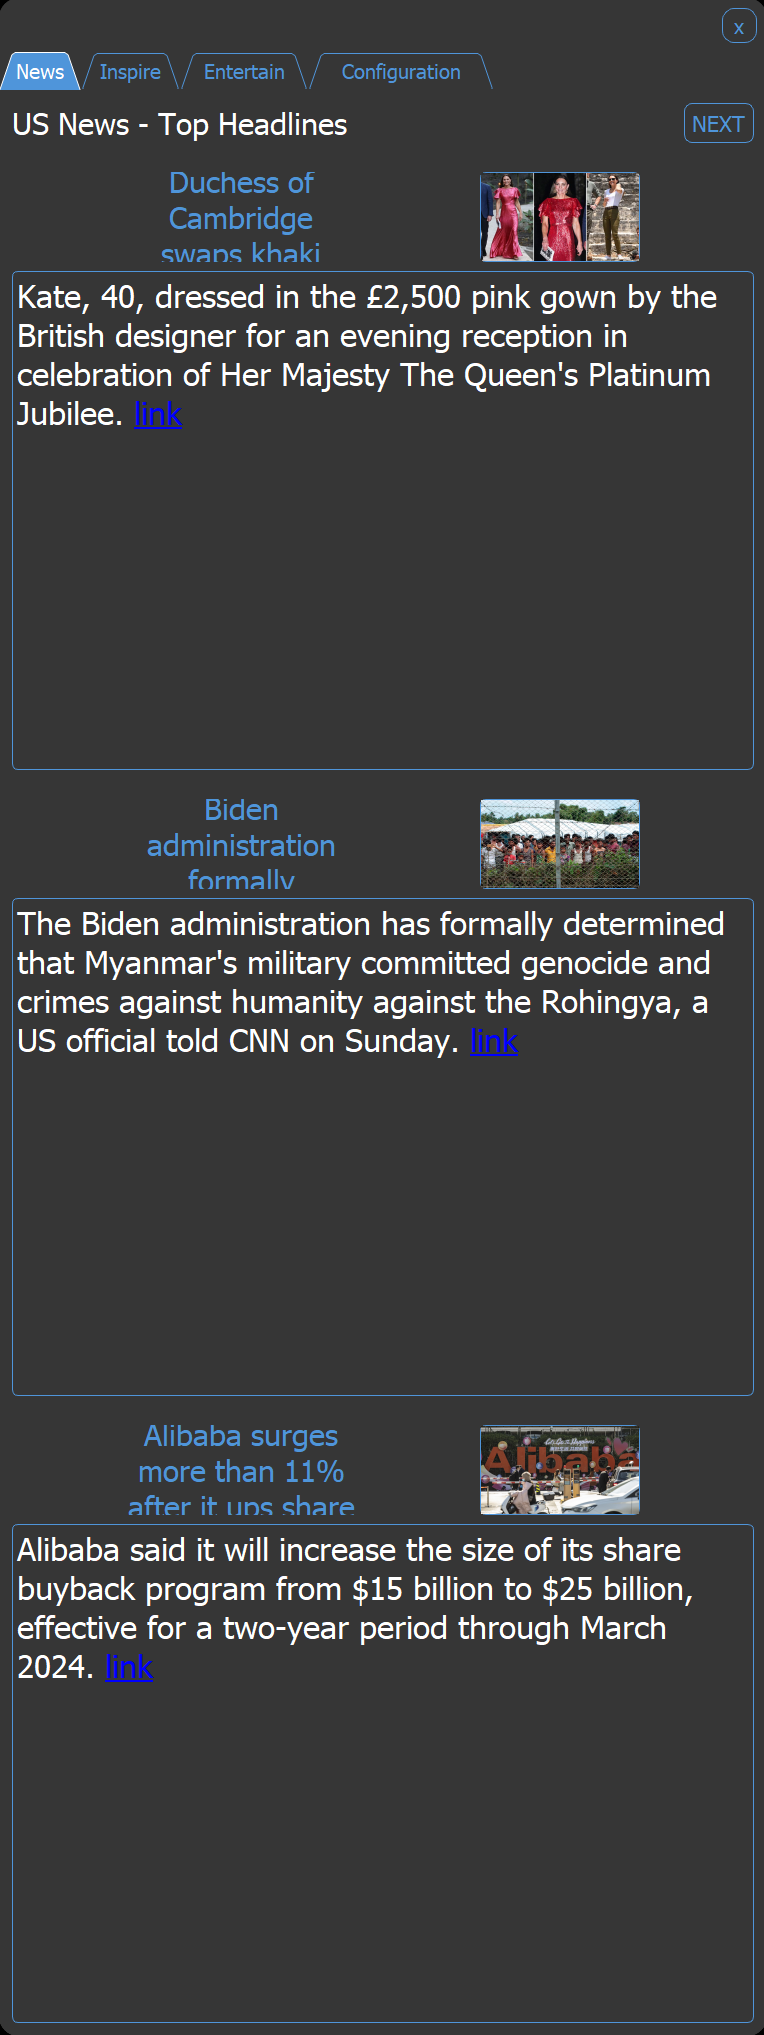 x
News Inspire Entertain Configuration
US News - Top Headlines NEXT
Duchess of
Cambridge
swaps khaki
Kate, 40, dressed in the £2,500 pink gown by the
British designer for an evening reception in
celebration of Her Majesty The Queen's Platinum
Jubilee. link
Biden
administration
formally
The Biden administration has formally determined
that Myanmar's military committed genocide and
crimes against humanity against the Rohingya, a
US official told CNN on Sunday. link
Alibaba surges
more than 11%
after it ups share
Alibaba
Alibaba said it will increase the size of its share
buyback program from $15 billion to $25 billion,
effective for a two-year period through March
2024. link